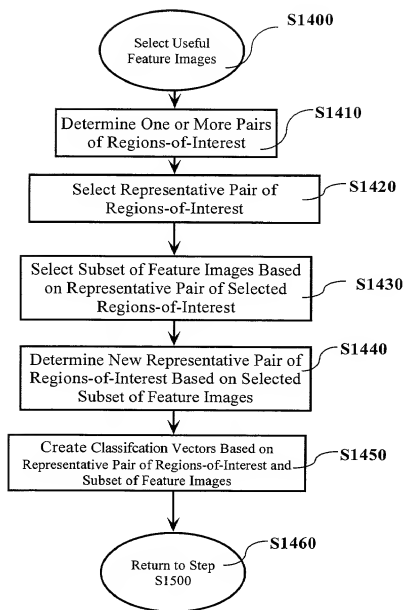 S1400
Select Useful
Feature Images
S1410
Determine One or More Pairs
of Regions-of-Interest
S1420
Select Representative Pair of
Regions-of-Interest
S1430
Select Subset of Feature Images Based
on Representative Pair of Selected
Regions-of-Interest
S1440
Determine New Representative Pair of
Regions-of-Interest Based on Selected
Subset of Feature Images
S1450
Create Classifcation Vectors Based on
Representative Pair of Regions-of-Interest and
Subset of Feature Images
S1460
Return to Step
S1500